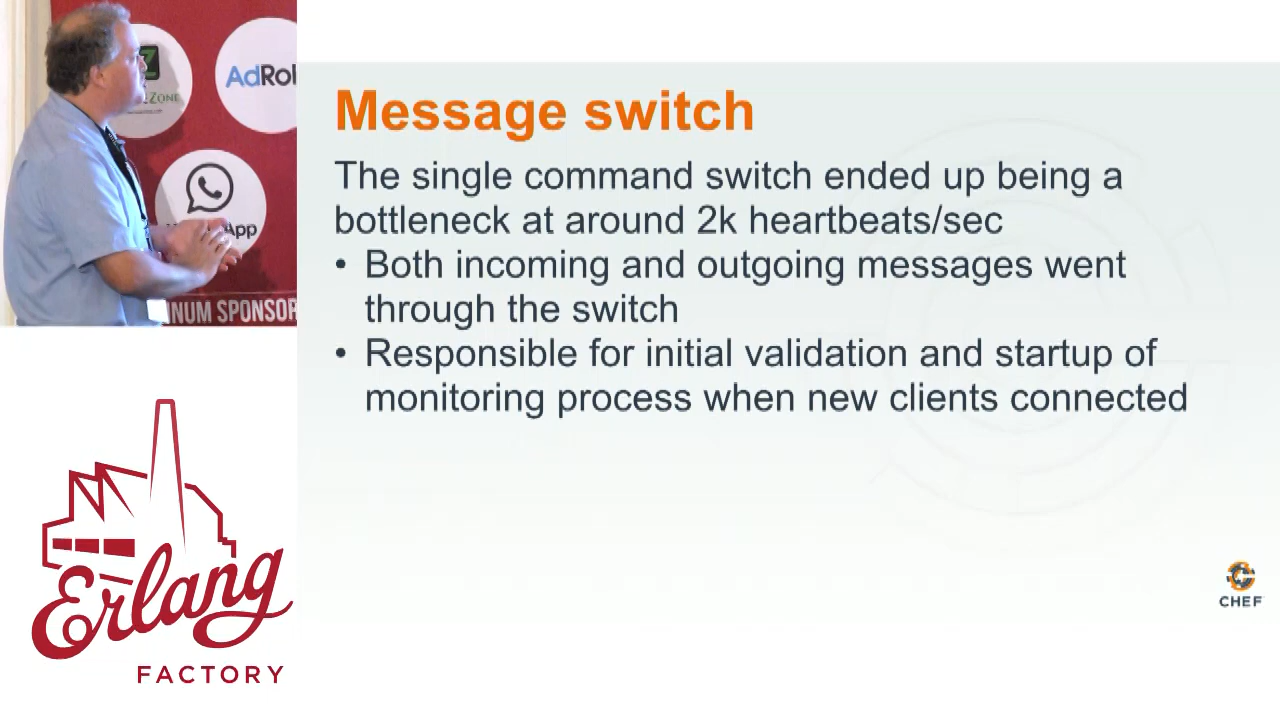 AdRol
ZONE
App
INUM SPONSOR
Message switch
The single command switch ended up being a
bottleneck at around 2k heartbeats/sec
• Both incoming and outgoing messages went
through the switch
• Responsible for initial validation and startup of
monitoring process when new clients connected
CHEF
Erlang
FACTORY